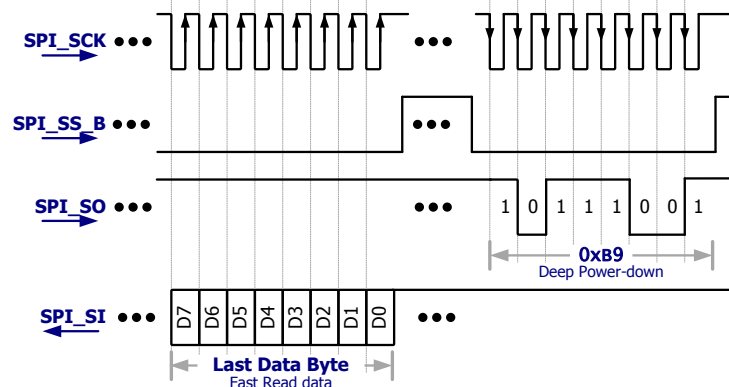 SPI_SCK
SPI_SS_B
SPI_SO
1 0 1 1 1 0 0 1
0xB9
Deep Power-down
SPI_SI
D7 D6 D5 D4 D3 D2 D1 D0
Last Data Byte
Fast Read data